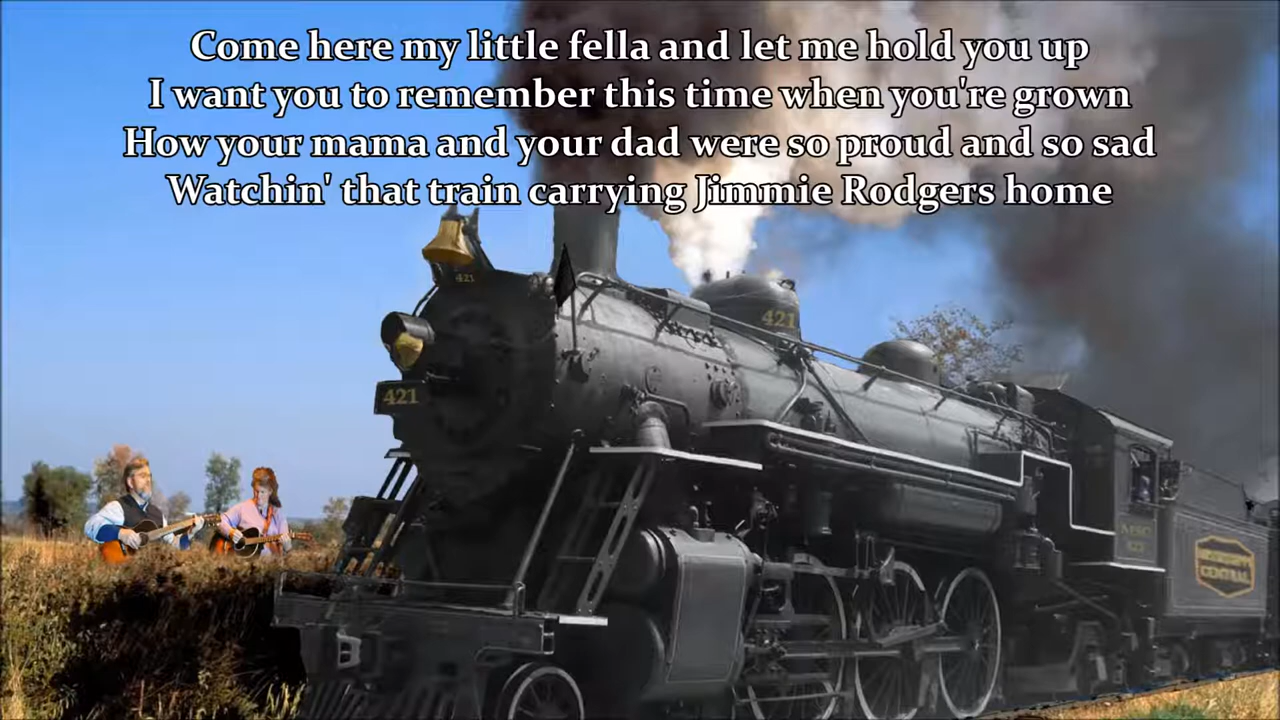 Come here my little fella and let me hold you up
I want you to remember this time when you're grown
How your mama and your dad were so proud and so sad
Watchin' that train carrying Jimmie Rodgers home
421
421
421
CENTRAL